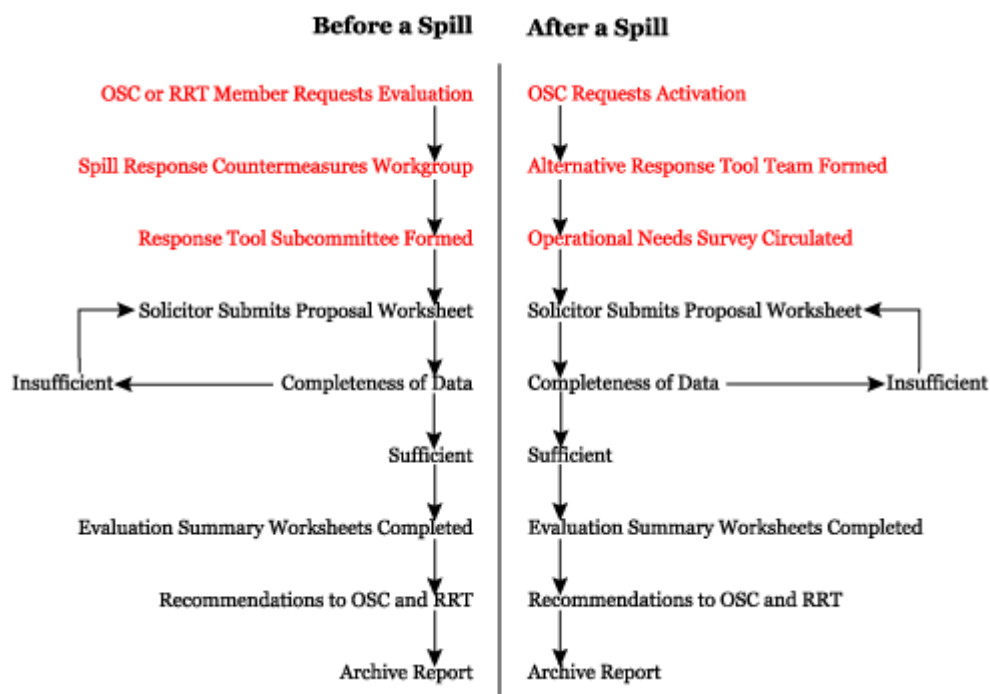 Before a Spill
OSC or RRT Member Requests Evaluation
Spill Response Countermeasures Workgroup
Response Tool Subcommittee Formed
Solicitor Submits Proposal Worksheet
Insufficient
Completeness of Data
Sufficient
Evaluation Summary Worksheets Completed
Recommendations to OSC and RRT
Archive Report
After a Spill
OSC Requests Activation
Alternative Response Tool Team Formed
Operational Needs Survey Circulated
Solicitor Submits Proposal Worksheet
Completeness of Data
Insufficient
Sufficient
Evaluation Summary Worksheets Completed
Recommendations to OSC and RRT
Archive Report